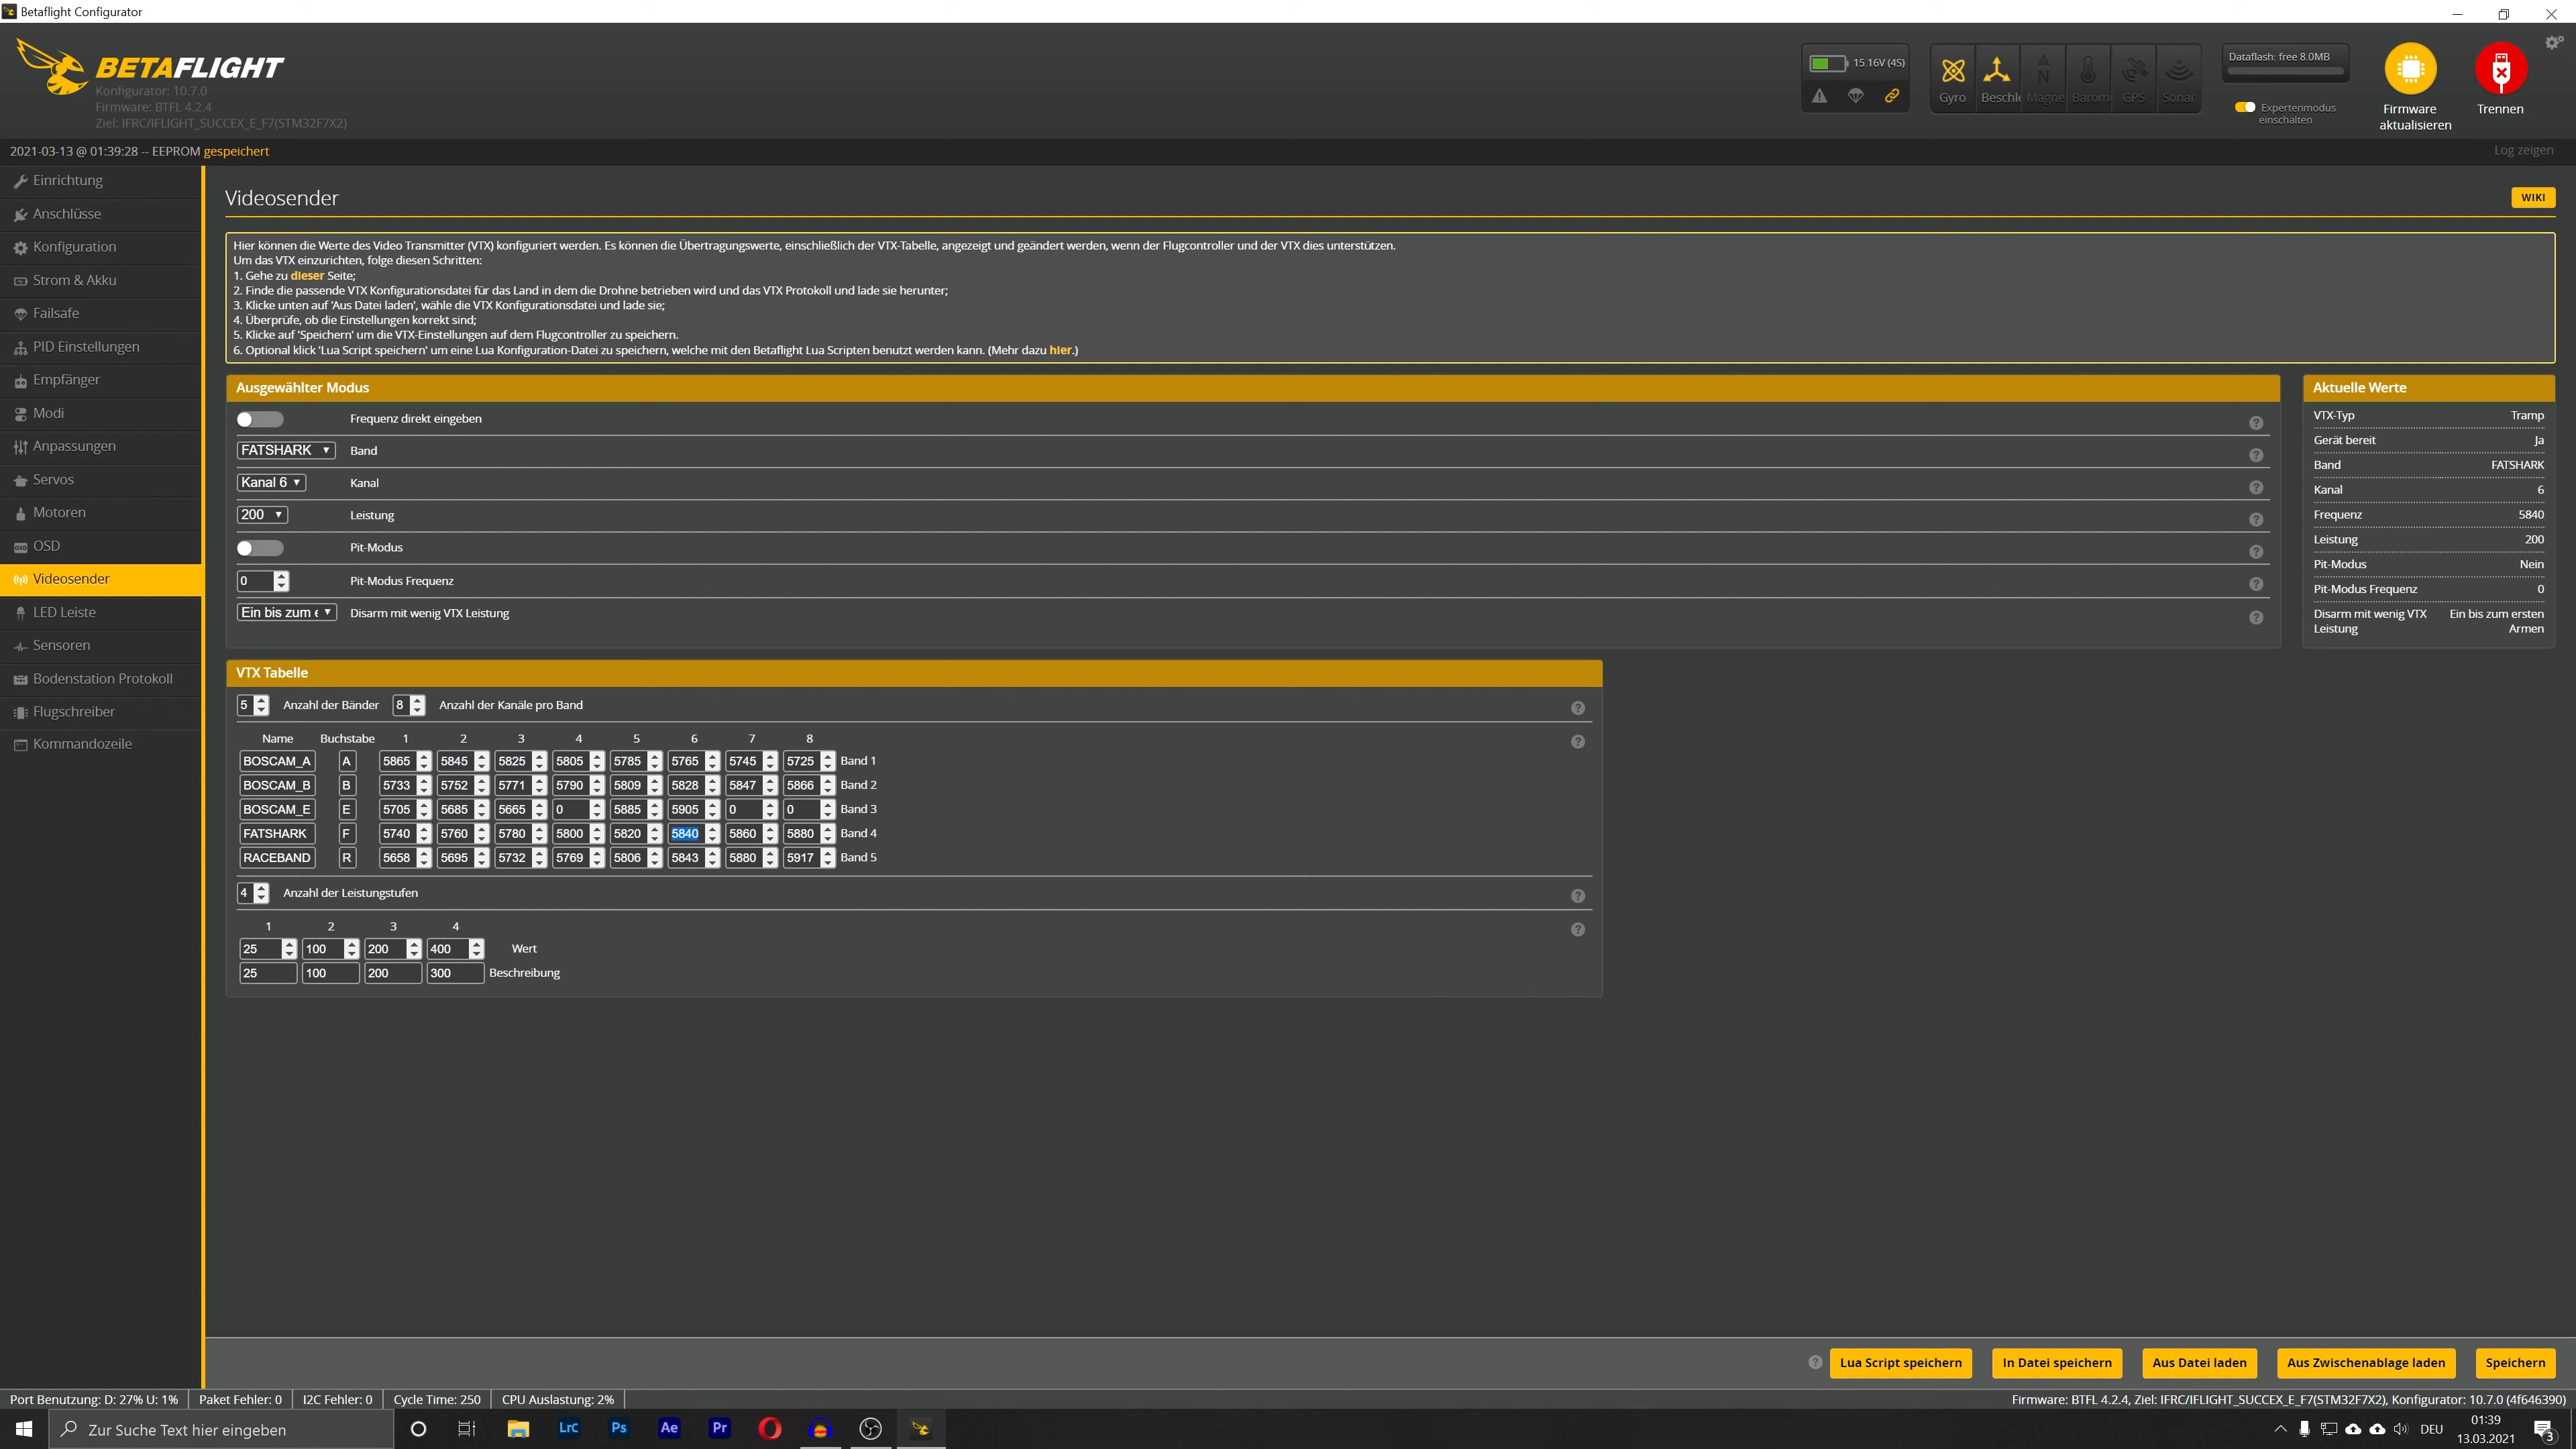 Betaflight Configurator
BETAFLIGHT
Konfigurator: 10.7.0
Firmware: BTFL 4.2.4
Ziel: IFRC/IFLIGHT_SUCCEX_E_F7(STM32F7X2)
15.16V (4S)
Gyro Beschle Magne Barom GPS Sonar
Dataflash: free 8.0MB
Expertenmodus
einschalten
Firmware
aktualisieren
Trennen
2021-03-13 @ 01:39:28 -- EEPROM gespeichert
Log zeigen
Einrichtung
Anschlüsse
Konfiguration
Strom & Akku
Failsafe
PID Einstellungen
Empfänger
Modi
Anpassungen
Servos
Motoren
OSD
Videosender
LED Leiste
Sensoren
Bodenstation Protokoll
Flugschreiber
Kommandozeile
Videosender
WIKI
Hier können die Werte des Video Transmitter (VTX) konfiguriert werden. Es können die Übertragungswerte, einschließlich der VTX-Tabelle, angezeigt und geändert werden, wenn der Flugcontroller und der VTX dies unterstützen.
Um das VTX einzurichten, folge diesen Schritten:
1. Gehe zu dieser Seite;
2. Finde die passende VTX Konfigurationsdatei für das Land in dem die Drohne betrieben wird und das VTX Protokoll und lade sie herunter;
3. Klicke unten auf 'Aus Datei laden', wähle die VTX Konfigurationsdatei und lade sie;
4. Überprüfe, ob die Einstellungen korrekt sind;
5. Klicke auf 'Speichern' um die VTX-Einstellungen auf dem Flugcontroller zu speichern.
6. Optional klick 'Lua Script speichern' um eine Lua Konfiguration-Datei zu speichern, welche mit den Betaflight Lua Scripten benutzt werden kann. (Mehr dazu hier.)
Ausgewählter Modus
Frequenz direkt eingeben
FATSHARK Band
Kanal 6 Kanal
200 Leistung
Pit-Modus
0 Pit-Modus Frequenz
Ein bis zum e Disarm mit wenig VTX Leistung
Aktuelle Werte
VTX-Typ Tramp
Gerät bereit Ja
Band FATSHARK
Kanal 6
Frequenz 5840
Leistung 200
Pit-Modus Nein
Pit-Modus Frequenz 0
Disarm mit wenig VTX Ein bis zum ersten
Leistung Armen
VTX Tabelle
5 Anzahl der Bänder 8 Anzahl der Kanäle pro Band
Name Buchstabe 1 2 3 4 5 6 7 8
BOSCAM_A A 5865 5845 5825 5805 5785 5765 5745 5725 Band 1
BOSCAM_B B 5733 5752 5771 5790 5809 5828 5847 5866 Band 2
BOSCAM_E E 5705 5685 5665 0 5885 5905 0 0 Band 3
FATSHARK F 5740 5760 5780 5800 5820 5840 5860 5880 Band 4
RACEBAND R 5658 5695 5732 5769 5806 5843 5880 5917 Band 5
4 Anzahl der Leistungstufen
1 2 3 4
25 100 200 400 Wert
25 100 200 300 Beschreibung
Lua Script speichern In Datei speichern Aus Datei laden Aus Zwischenablage laden Speichern
Port Benutzung: D: 27% U: 1% Paket Fehler: 0 I2C Fehler: 0 Cycle Time: 250 CPU Auslastung: 2%
Firmware: BTFL 4.2.4, Ziel: IFRC/IFLIGHT_SUCCEX_E_F7(STM32F7X2), Konfigurator: 10.7.0 (4f646390)
Zur Suche Text hier eingeben
LrC Ps Ae Pr
DEU
01:39
13.03.2021
3